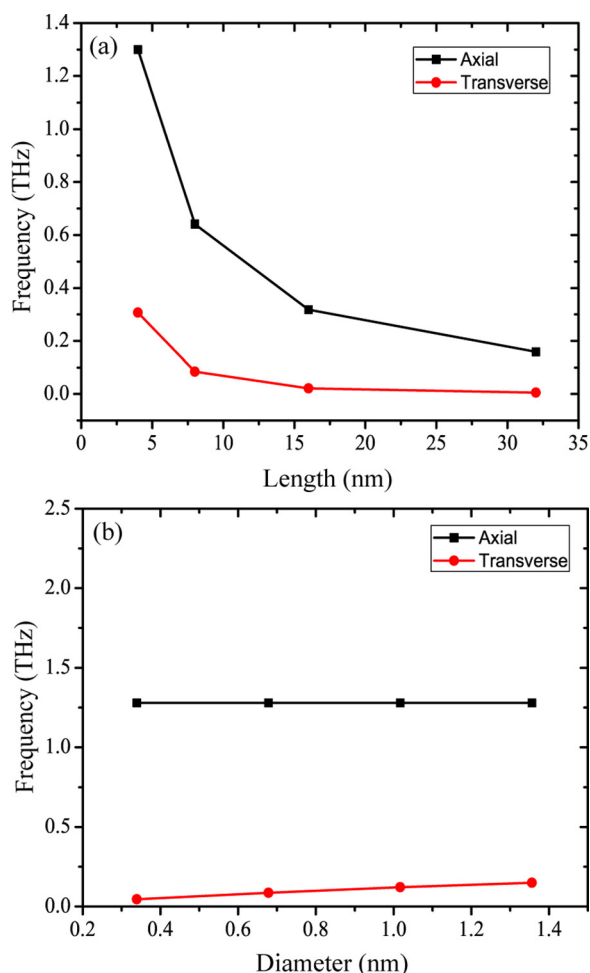 (a)
Axial
Transverse
Frequency (THz)
1.4
1.2
1.0
0.8
0.6
0.4
0.2
0.0
0 5 10 15 20 25 30 35
Length (nm)
(b)
Axial
Transverse
Frequency (THz)
2.5
2.0
1.5
1.0
0.5
0.0
0.2 0.4 0.6 0.8 1.0 1.2 1.4
Diameter (nm)